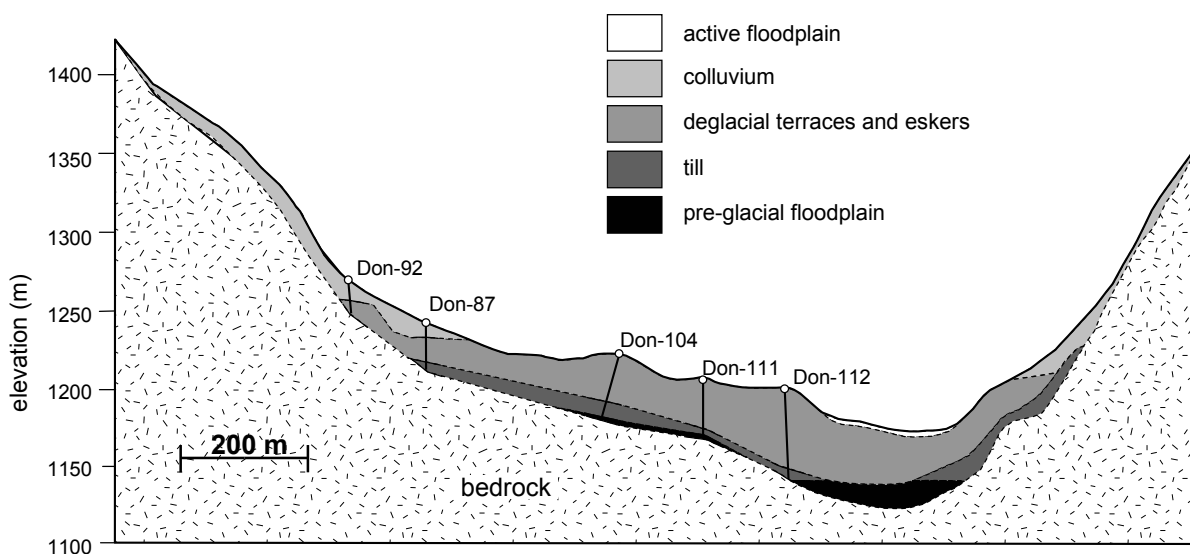 active floodplain
colluvium
deglacial terraces and eskers
till
pre-glacial floodplain
elevation (m)
1400
1350
1300
1250
1200
1150
1100
Don-92
Don-87
Don-104
Don-111
Don-112
200 m
bedrock